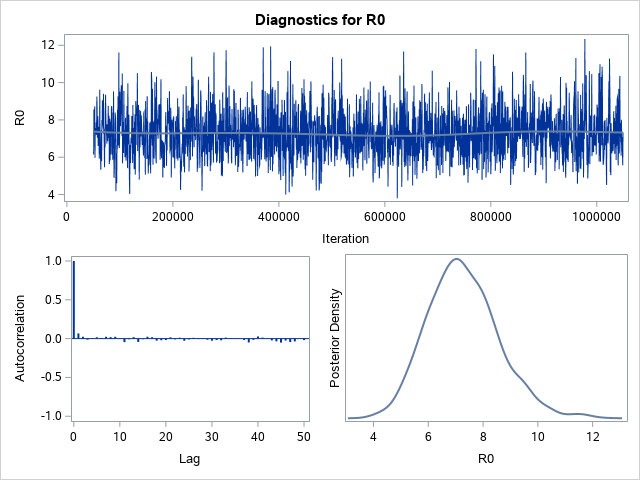 Diagnostics for R0
12
10
8
6
4
R0
0 200000 400000 600000 800000 1000000
Iteration
1.0
0.5
0.0
-0.5
-1.0
Autocorrelation
0 10 20 30 40 50
Lag
Posterior Density
4 6 8 10 12
R0